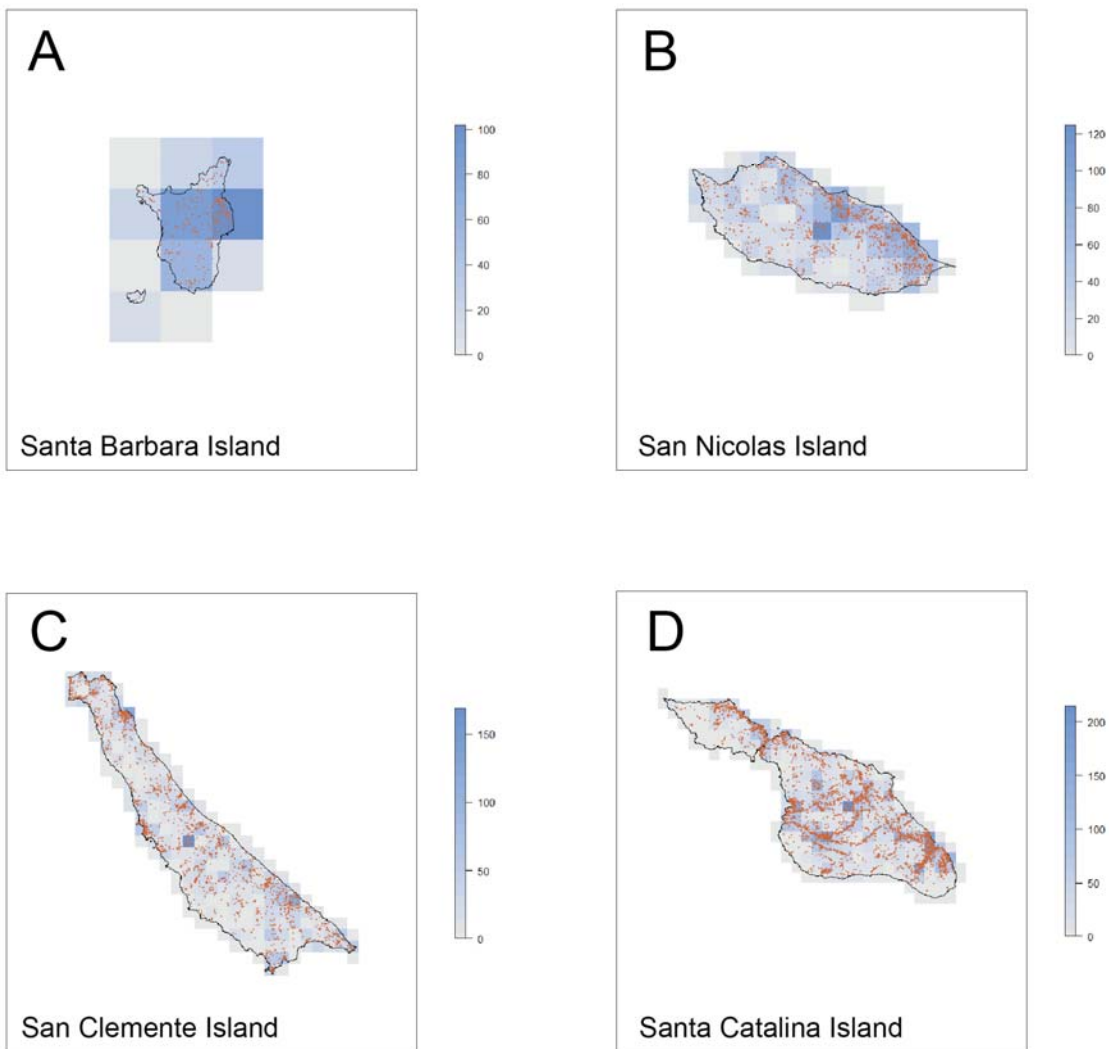 A
100
80
60
40
20
0
Santa Barbara Island
B
120
100
80
60
40
20
0
San Nicolas Island
C
150
100
50
0
San Clemente Island
D
200
150
100
50
0
Santa Catalina Island